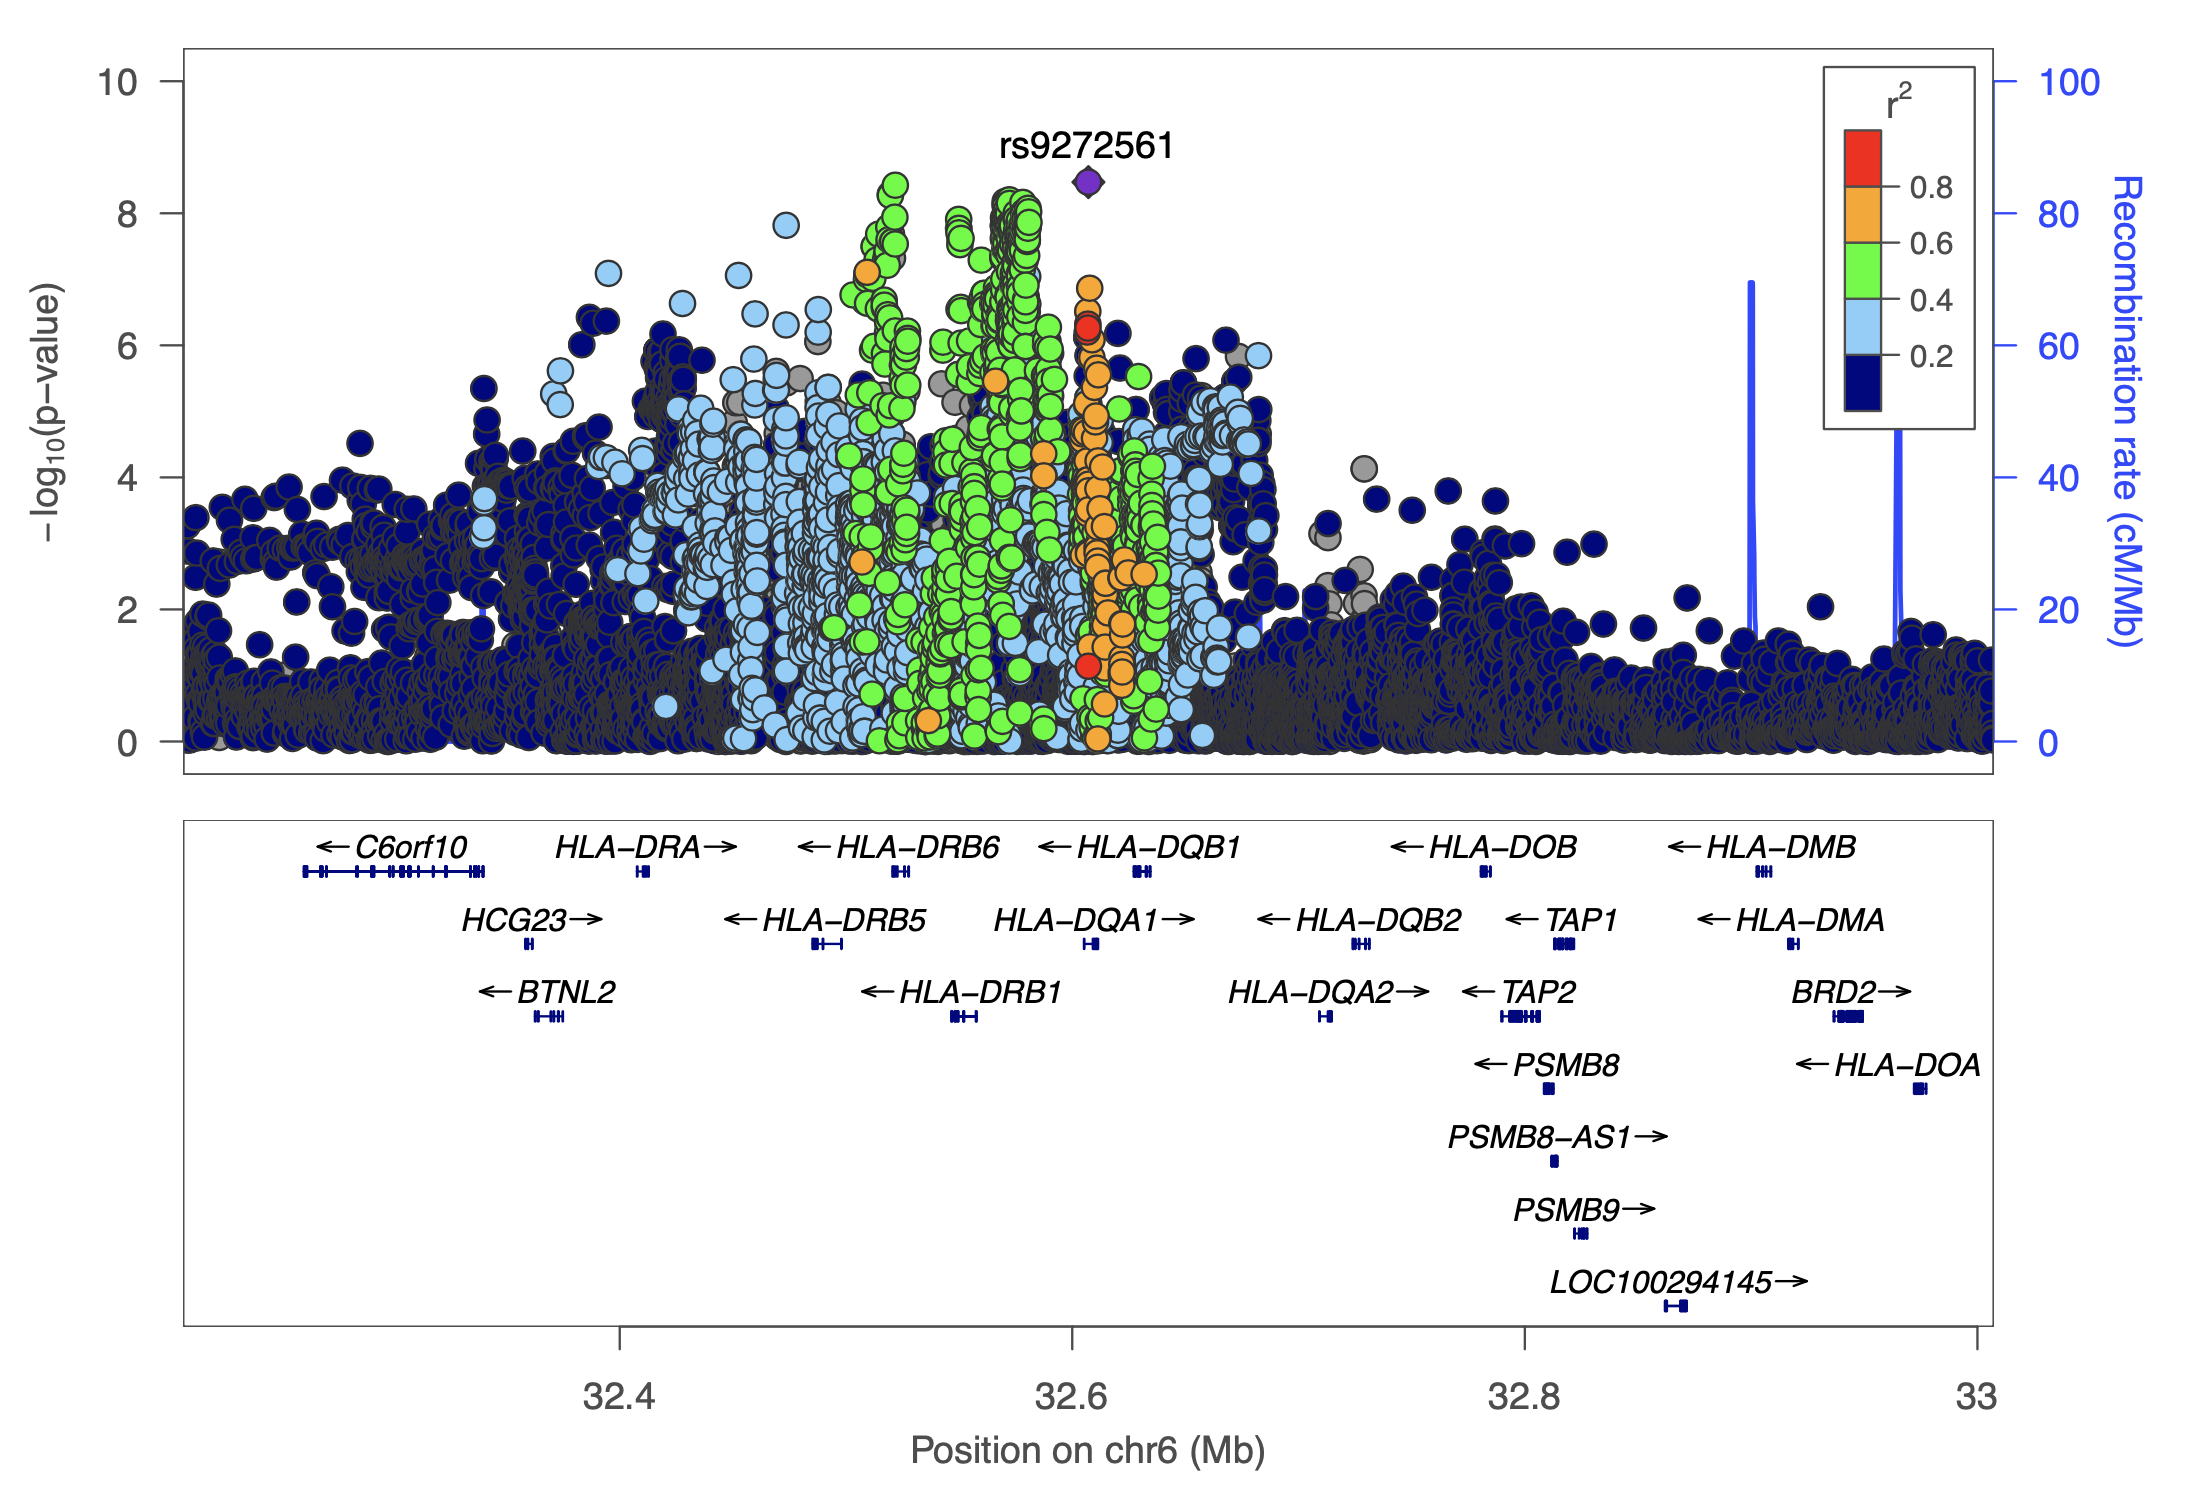 rs9272561
r2
0.8
0.6
0.4
0.2
10
8
6
4
2
0
−log10(p−value)
100
80
60
40
20
0
Recombination rate (cM/Mb)
←C6orf10
HLA−DRA→
←HLA−DRB6
←HLA−DQB1
←HLA−DOB
←HLA−DMB
HCG23→
←HLA−DRB5
HLA−DQA1→
←HLA−DQB2
←TAP1
←HLA−DMA
←BTNL2
←HLA−DRB1
HLA−DQA2→
←TAP2
BRD2→
←PSMB8
←HLA−DOA
PSMB8−AS1→
PSMB9→
LOC100294145→
32.4
32.6
32.8
33
Position on chr6 (Mb)